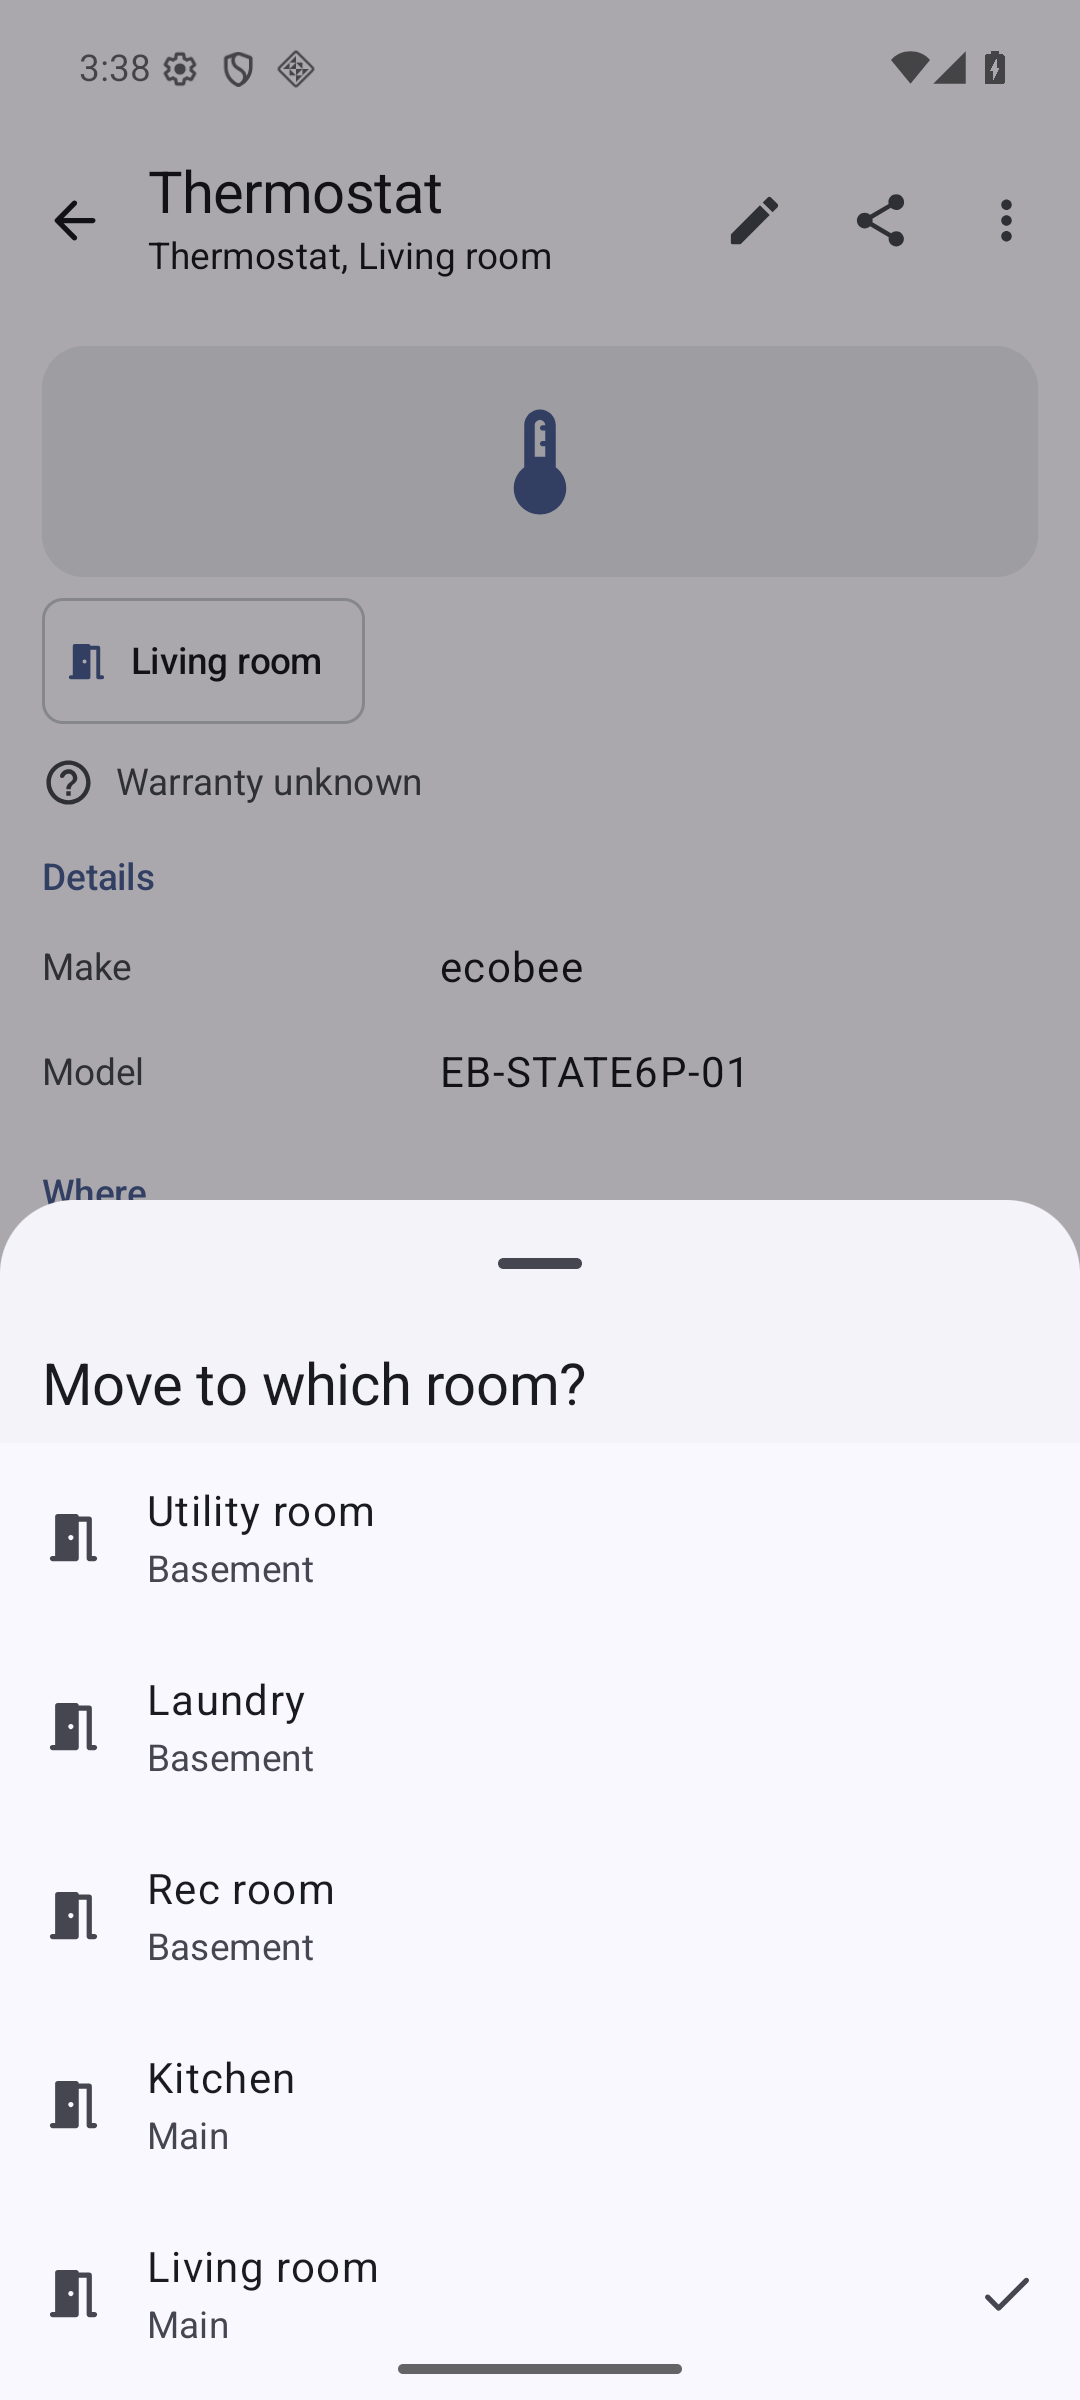 3:38
Thermostat
Thermostat, Living room
Living room
Warranty unknown
Details
Make
ecobee
Model
EB-STATE6P-01
Where
Move to which room?
Utility room
Basement
Laundry
Basement
Rec room
Basement
Kitchen
Main
Living room
Main